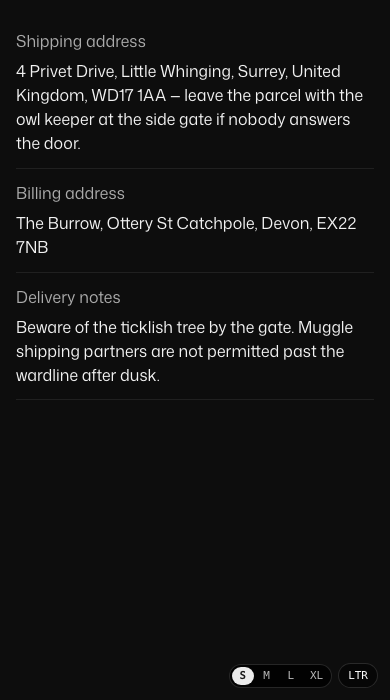 Shipping address
4 Privet Drive, Little Whinging, Surrey, United
Kingdom, WD17 1AA — leave the parcel with the
owl keeper at the side gate if nobody answers
the door.
Billing address
The Burrow, Ottery St Catchpole, Devon, EX22
7NB
Delivery notes
Beware of the ticklish tree by the gate. Muggle
shipping partners are not permitted past the
wardline after dusk.
S M L XL LTR